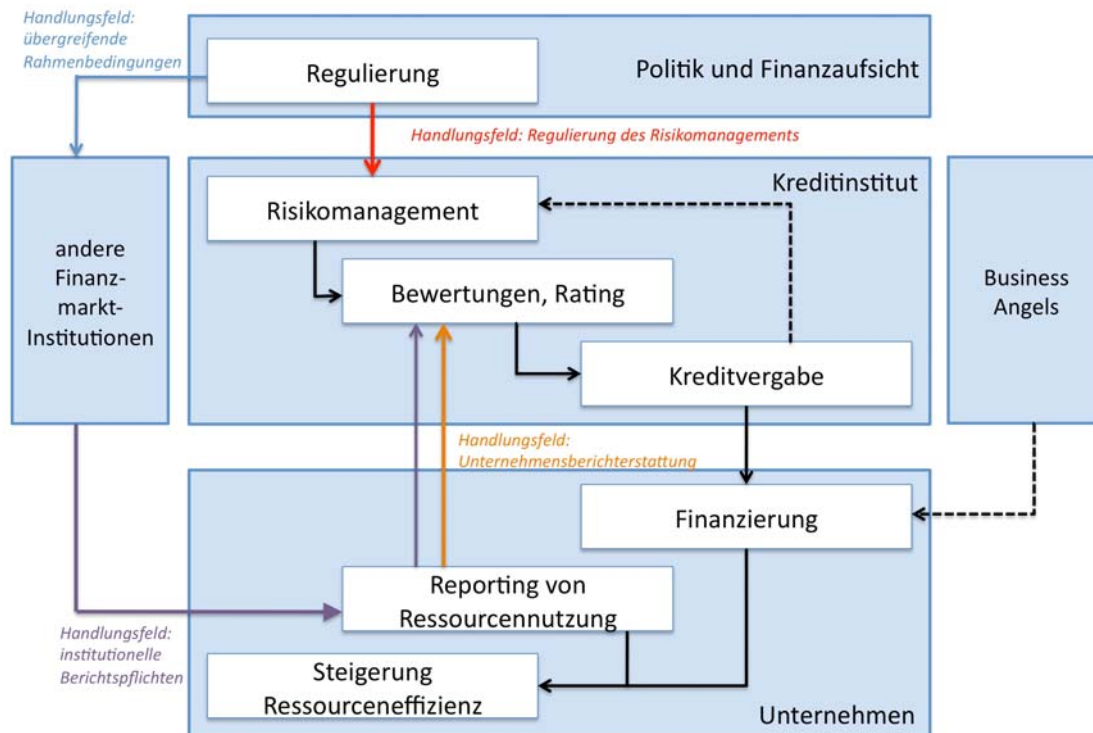 Handlungsfeld:
übergreifende
Rahmenbedingungen
Regulierung
Politik und Finanzaufsicht
Handlungsfeld: Regulierung des Risikomanagements
Kreditinstitut
Risikomanagement
andere
Finanz-
markt-
Institutionen
Bewertungen, Rating
Business
Angels
Kreditvergabe
Handlungsfeld:
Unternehmensberichterstattung
Finanzierung
Reporting von
Ressourcennutzung
Handlungsfeld:
institutionelle
Berichtspflichten
Steigerung
Ressourceneffizienz
Unternehmen